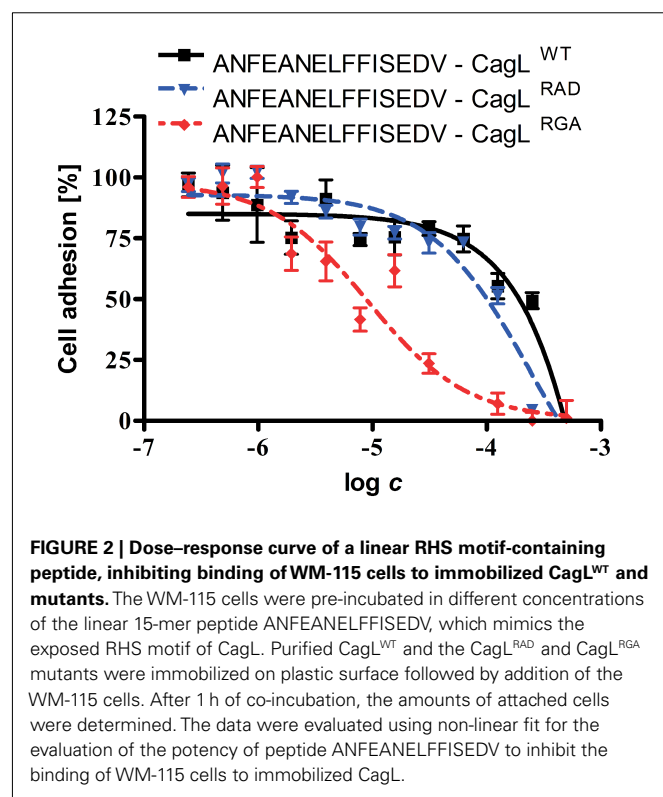 ANFEANELFFISEDV - CagL WT
ANFEANELFFISEDV - CagL RAD
ANFEANELFFISEDV - CagL RGA
Cell adhesion [%]
125
100
75
50
25
0
-7 -6 -5 -4 -3
log c
FIGURE 2 | Dose–response curve of a linear RHS motif-containing
peptide, inhibiting binding of WM-115 cells to immobilized CagLWT and
mutants. The WM-115 cells were pre-incubated in different concentrations
of the linear 15-mer peptide ANFEANELFFISEDV, which mimics the
exposed RHS motif of CagL. Purified CagLWT and the CagLRAD and CagLRGA
mutants were immobilized on plastic surface followed by addition of the
WM-115 cells. After 1 h of co-incubation, the amounts of attached cells
were determined. The data were evaluated using non-linear fit for the
evaluation of the potency of peptide ANFEANELFFISEDV to inhibit the
binding of WM-115 cells to immobilized CagL.